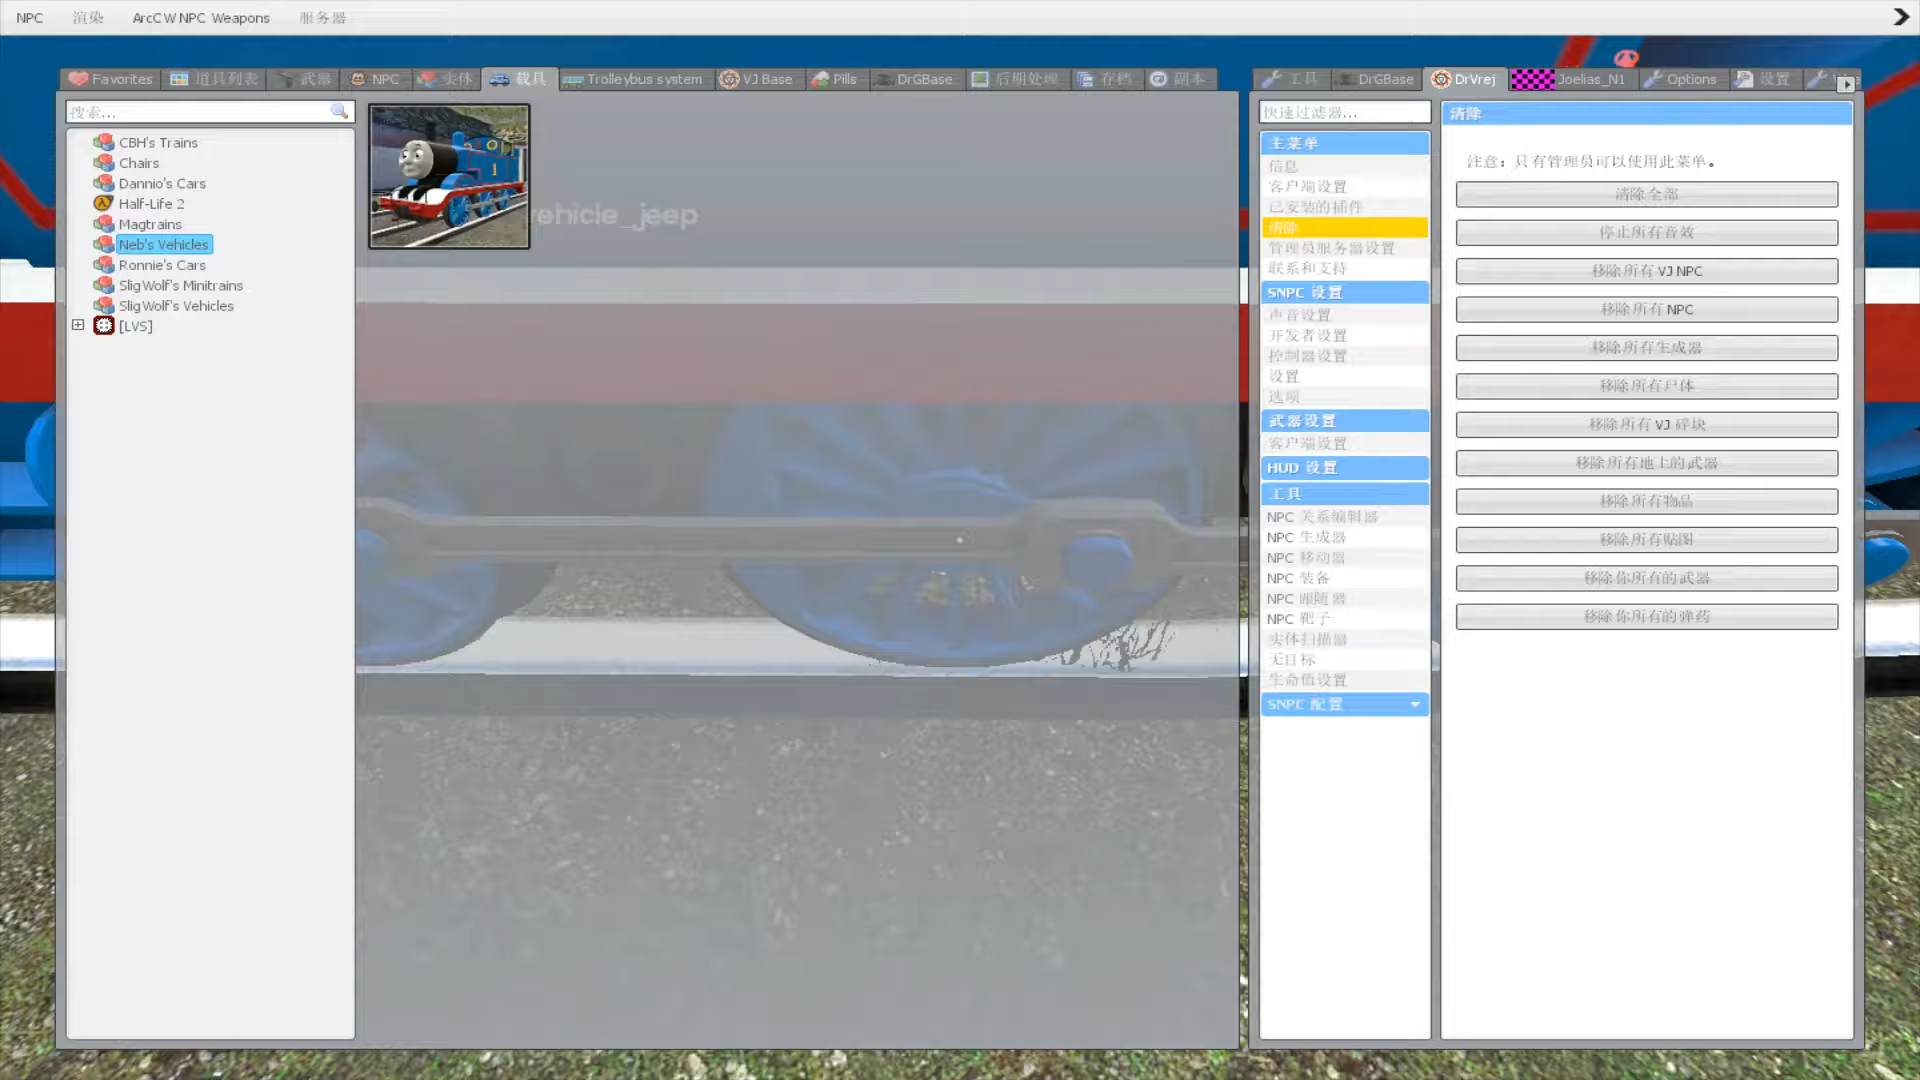 NPC 渲染 ArcCW NPC Weapons 服务器
Favorites 道具列表 武器 NPC 实体 载具 Trolleybus system VJ Base Pills DrGBase 后期处理 存档 副本
工具 DrGBase DrVrej Joelias_N1 Options 设置
搜索...
CBH's Trains
Chairs
Dannio's Cars
Half-Life 2
Magtrains
Neb's Vehicles
Ronnie's Cars
SligWolf's Minitrains
SligWolf's Vehicles
[LVS]
vehicle_jeep
快速过滤器...
主菜单
信息
客户端设置
已安装的插件
清除
管理员服务器设置
联系和支持
SNPC 设置
声音设置
开发者设置
控制器设置
设置
选项
武器设置
客户端设置
HUD 设置
工具
NPC 关系编辑器
NPC 生成器
NPC 移动器
NPC 装备
NPC 跟随器
NPC 靶子
实体扫描器
无目标
生命值设置
SNPC 配置
清除
注意：只有管理员可以使用此菜单。
清除全部
停止所有音效
移除所有 VJ NPC
移除所有 NPC
移除所有生成器
移除所有尸体
移除所有 VJ 碎块
移除所有地上的武器
移除所有物品
移除所有贴图
移除你所有的武器
移除你所有的弹药